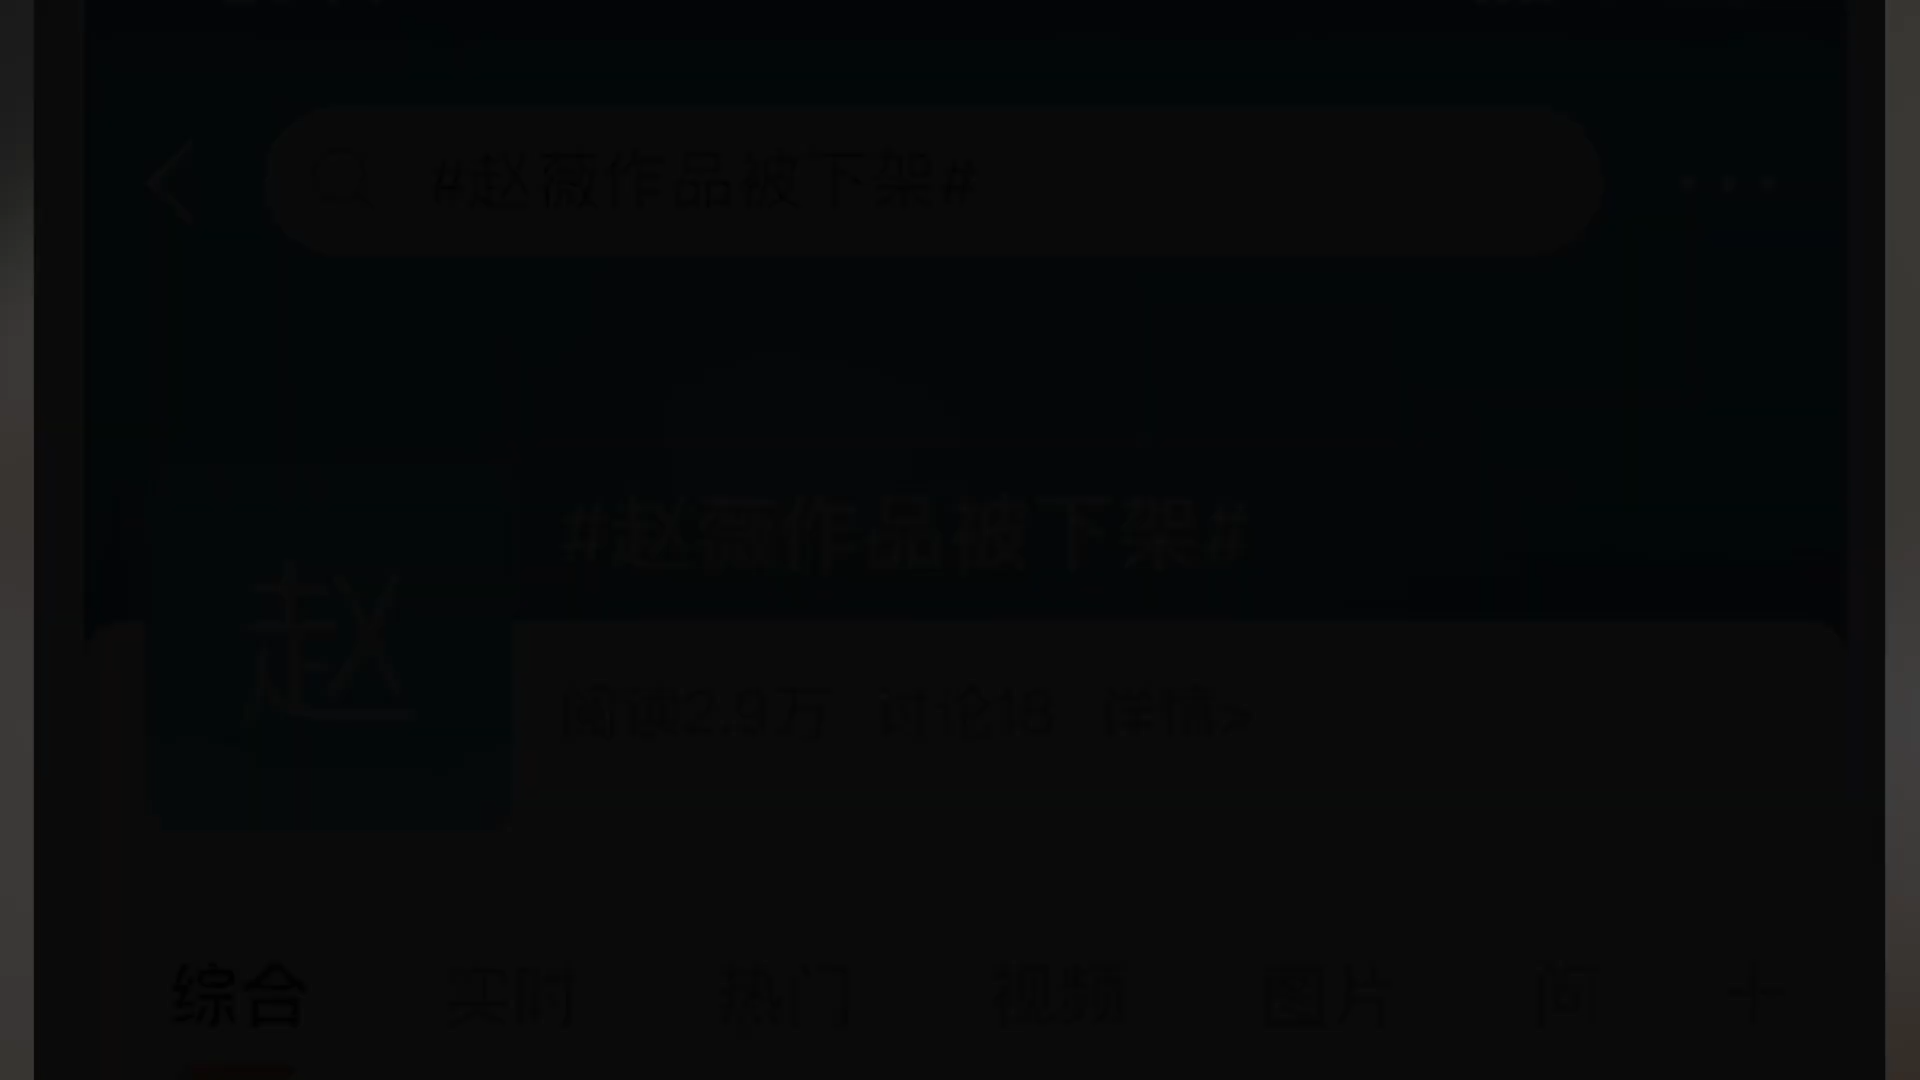 #赵薇作品被下架#
#赵薇作品被下架#
赵
阅读2.9万 讨论18 详情>
综合 实时 热门 视频 图片 问